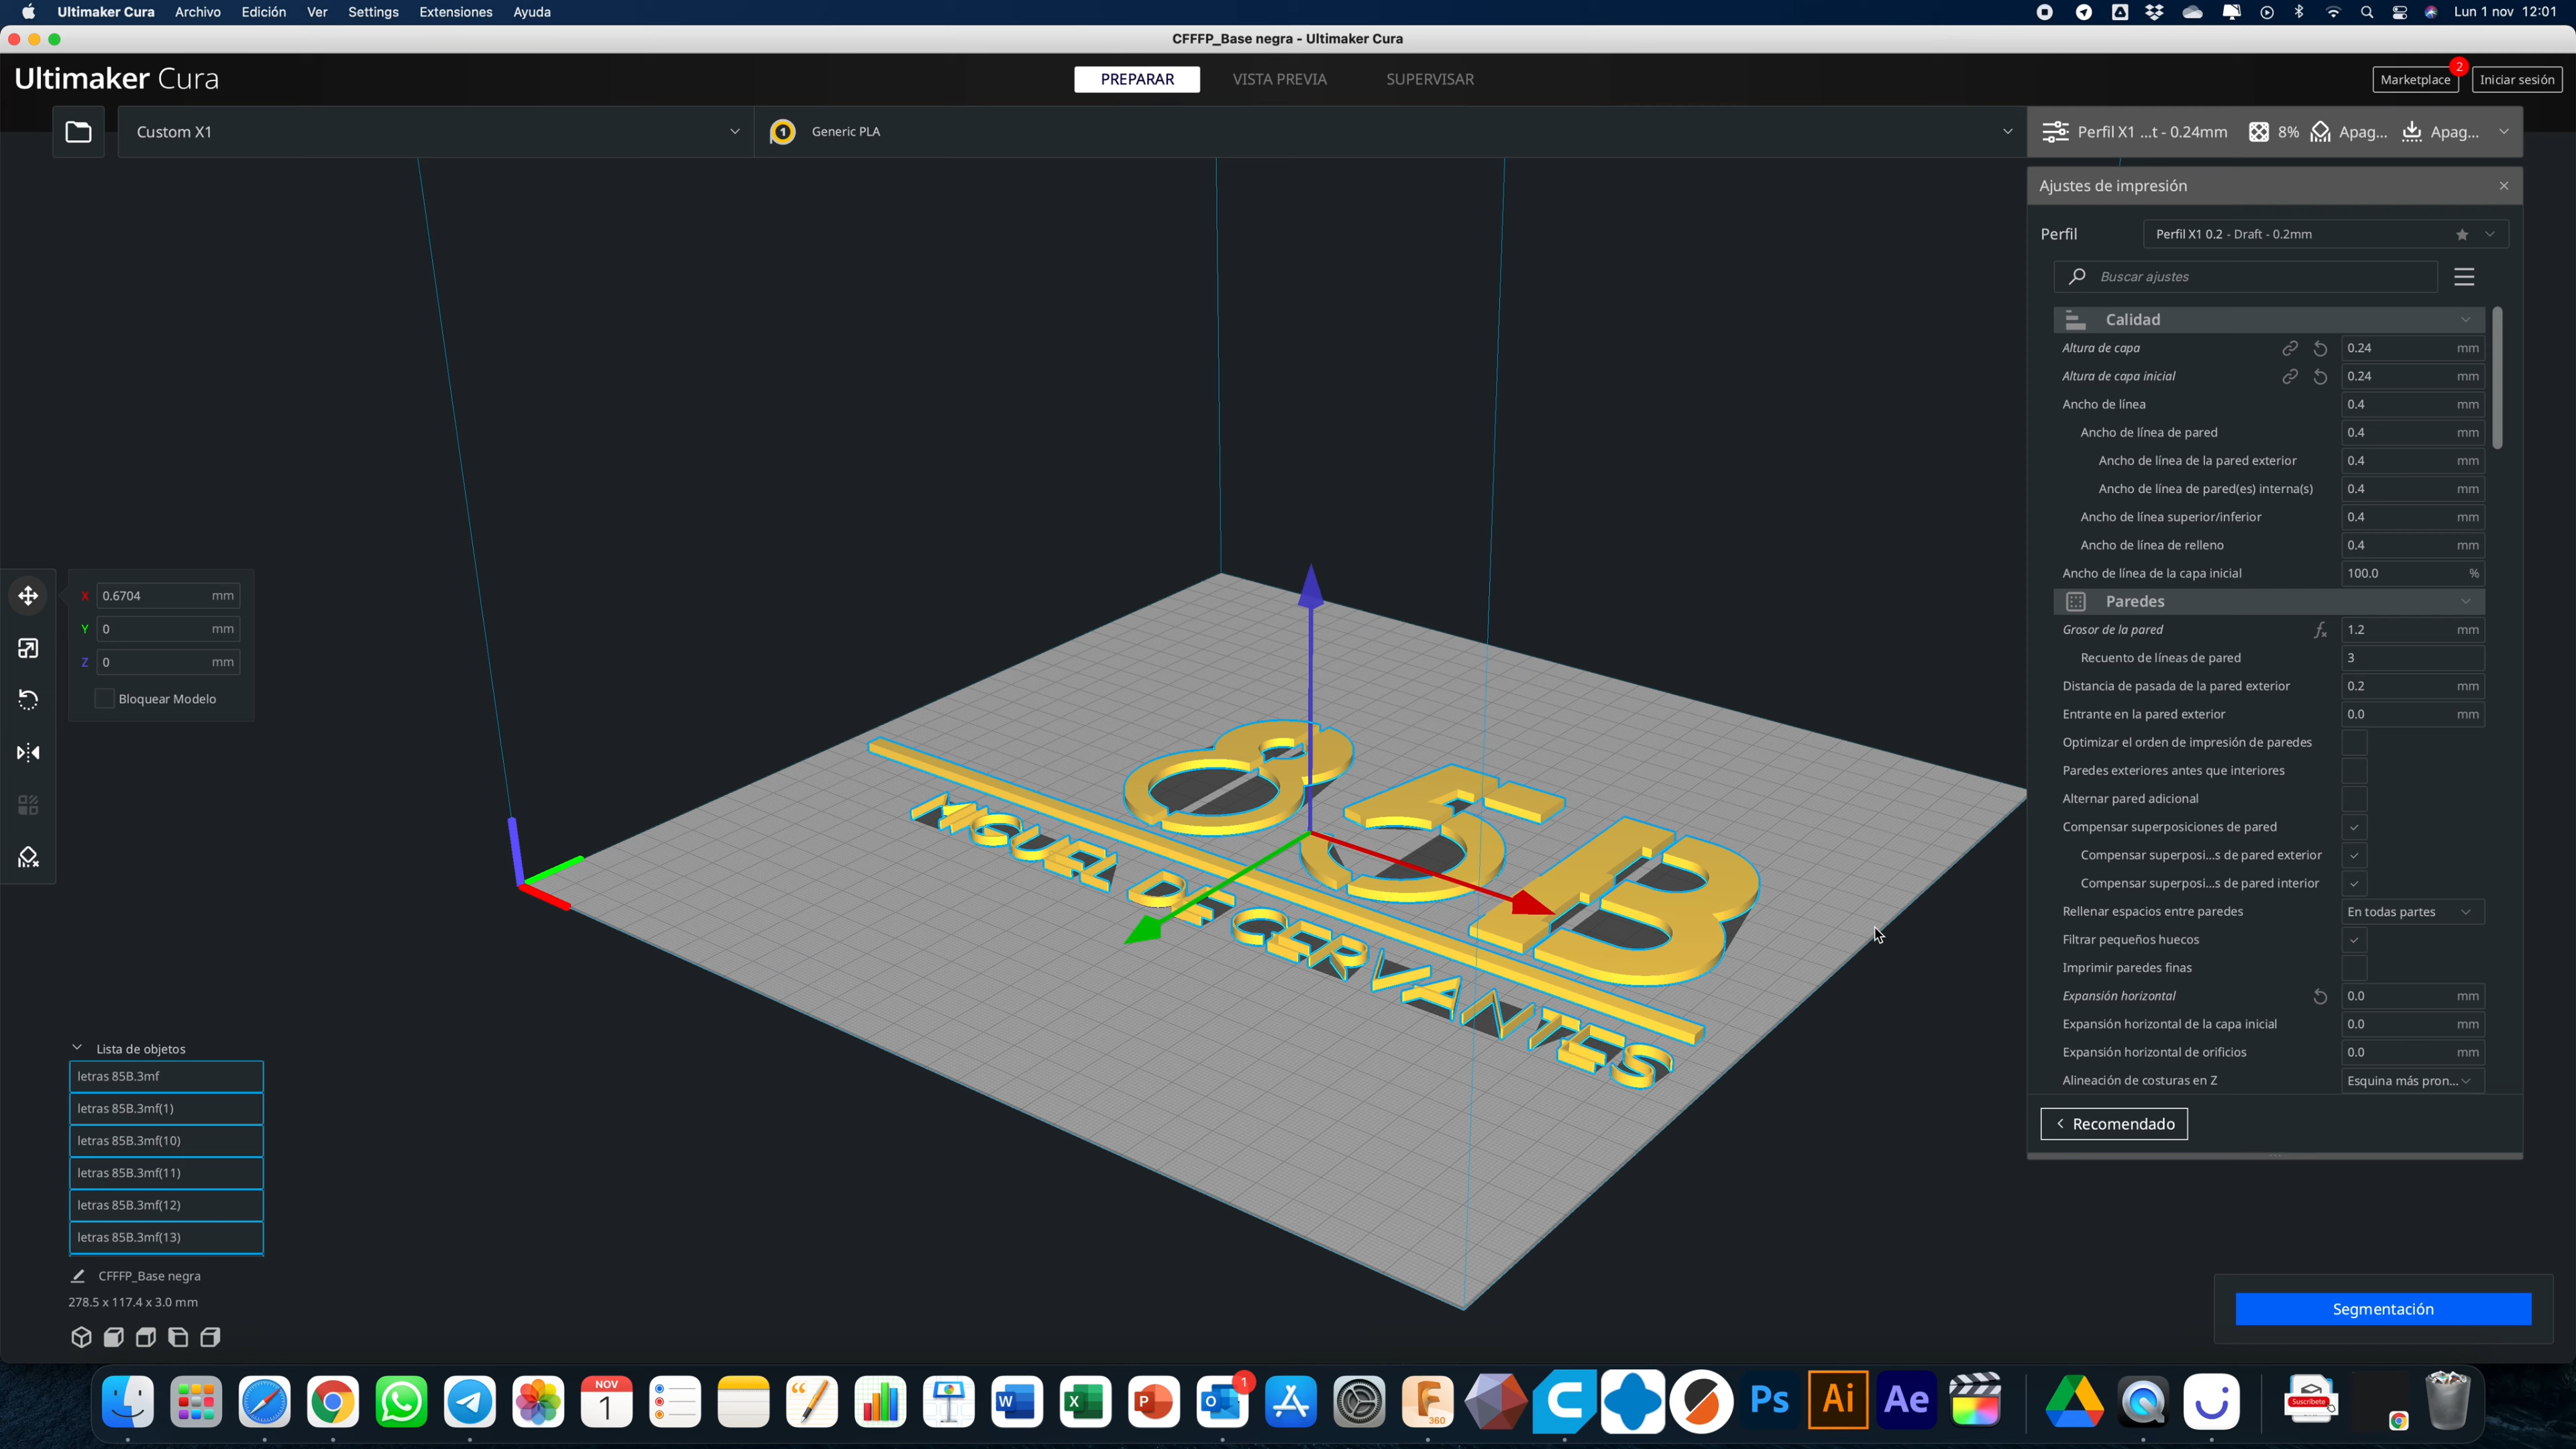 Ultimaker Cura Archivo Edición Ver Settings Extensiones Ayuda Lun 1 nov 12:01
CFFFP_Base negra - Ultimaker Cura
Ultimaker Cura PREPARAR VISTA PREVIA SUPERVISAR Marketplace 2 Iniciar sesión
Custom X1 1 Generic PLA Perfil X1 ...t - 0.24mm 8% Apag... Apag...
Ajustes de impresión
Perfil Perfil X1 0.2 - Draft - 0.2mm
Buscar ajustes
Calidad
Altura de capa 0.24 mm
Altura de capa inicial 0.24 mm
Ancho de línea 0.4 mm
Ancho de línea de pared 0.4 mm
Ancho de línea de la pared exterior 0.4 mm
Ancho de línea de pared(es) interna(s) 0.4 mm
Ancho de línea superior/inferior 0.4 mm
Ancho de línea de relleno 0.4 mm
Ancho de línea de la capa inicial 100.0 %
Paredes
Grosor de la pared 1.2 mm
Recuento de líneas de pared 3
Distancia de pasada de la pared exterior 0.2 mm
Entrante en la pared exterior 0.0 mm
Optimizar el orden de impresión de paredes
Paredes exteriores antes que interiores
Alternar pared adicional
Compensar superposiciones de pared
Compensar superposi...s de pared exterior
Compensar superposi...s de pared interior
Rellenar espacios entre paredes En todas partes
Filtrar pequeños huecos
Imprimir paredes finas
Expansión horizontal 0.0 mm
Expansión horizontal de la capa inicial 0.0 mm
Expansión horizontal de orificios 0.0 mm
Alineación de costuras en Z Esquina más pron...
Recomendado
X 0.6704 mm
Y 0 mm
Z 0 mm
Bloquear Modelo
85B
MIGUEL DE CERVANTES
Lista de objetos
letras 85B.3mf
letras 85B.3mf(1)
letras 85B.3mf(10)
letras 85B.3mf(11)
letras 85B.3mf(12)
letras 85B.3mf(13)
CFFFP_Base negra
278.5 x 117.4 x 3.0 mm
Segmentación
NOV 1 W X P O 1 F 360 C Ps Ai Ae Suscríbete